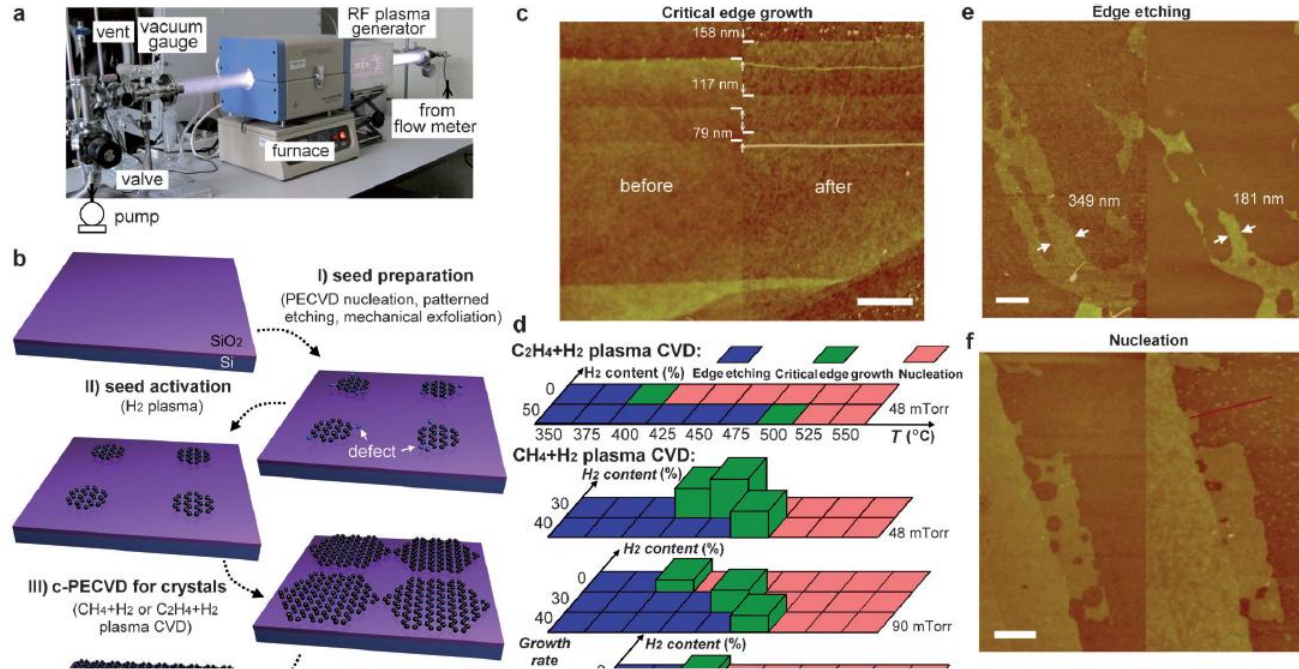 a
vent
vacuum
gauge
RF plasma
generator
from
flow meter
furnace
valve
pump
b
SiO2
Si
I) seed preparation
(PECVD nucleation, patterned
etching, mechanical exfoliation)
II) seed activation
(H2 plasma)
defect
III) c-PECVD for crystals
(CH4+H2 or C2H4+H2
plasma CVD)
c
Critical edge growth
158 nm
117 nm
79 nm
before
after
d
C2H4+H2 plasma CVD:
H2 content (%)
Edge etching
Critical edge growth
Nucleation
0
50
48 mTorr
350 375 400 425 450 475 500 525 550
T (°C)
CH4+H2 plasma CVD:
H2 content (%)
30
40
48 mTorr
H2 content (%)
0
30
40
90 mTorr
Growth
rate
H2 content (%)
e
Edge etching
349 nm
181 nm
f
Nucleation